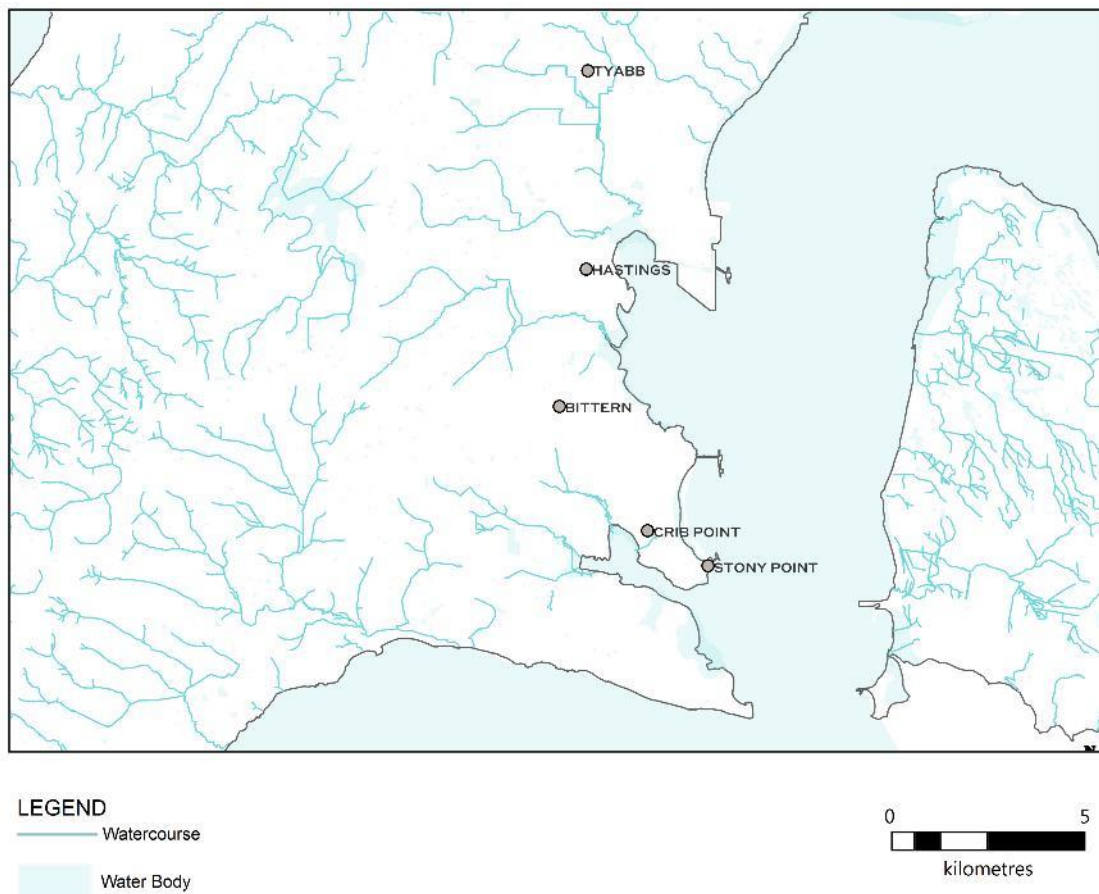 TYABB
HASTINGS
BITTERN
CRIB POINT
STONY POINT
LEGEND
Watercourse
Water Body
0 5
kilometres